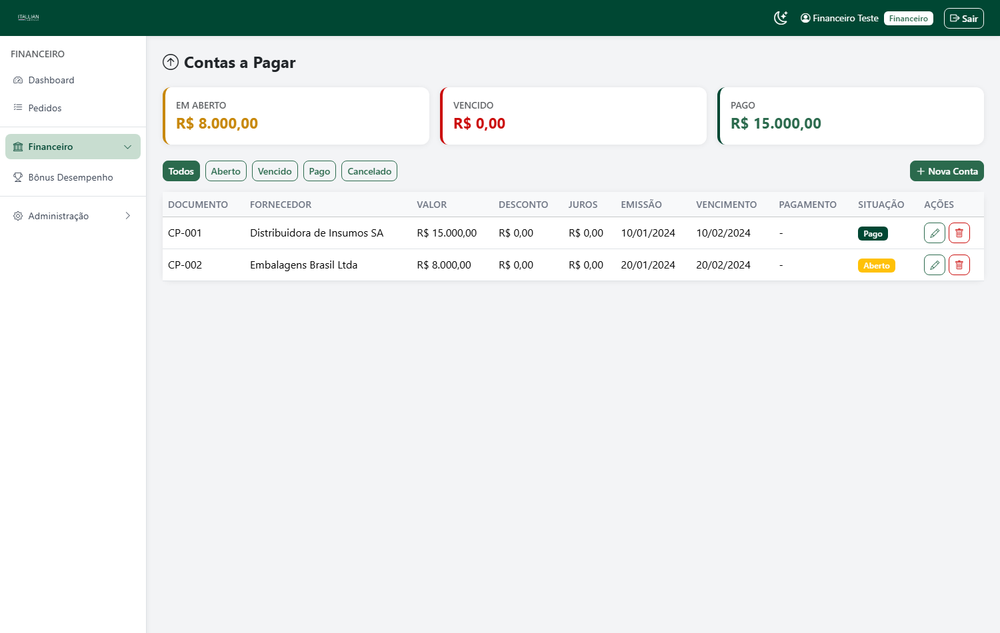 ITALLIAN
Financeiro Teste Financeiro Sair
FINANCEIRO
Dashboard
Pedidos
Financeiro
Bônus Desempenho
Administração
Contas a Pagar
EM ABERTO
R$ 8.000,00
VENCIDO
R$ 0,00
PAGO
R$ 15.000,00
Todos Aberto Vencido Pago Cancelado
Nova Conta
DOCUMENTO FORNECEDOR VALOR DESCONTO JUROS EMISSÃO VENCIMENTO PAGAMENTO SITUAÇÃO AÇÕES
CP-001 Distribuidora de Insumos SA R$ 15.000,00 R$ 0,00 R$ 0,00 10/01/2024 10/02/2024 - Pago
CP-002 Embalagens Brasil Ltda R$ 8.000,00 R$ 0,00 R$ 0,00 20/01/2024 20/02/2024 - Aberto